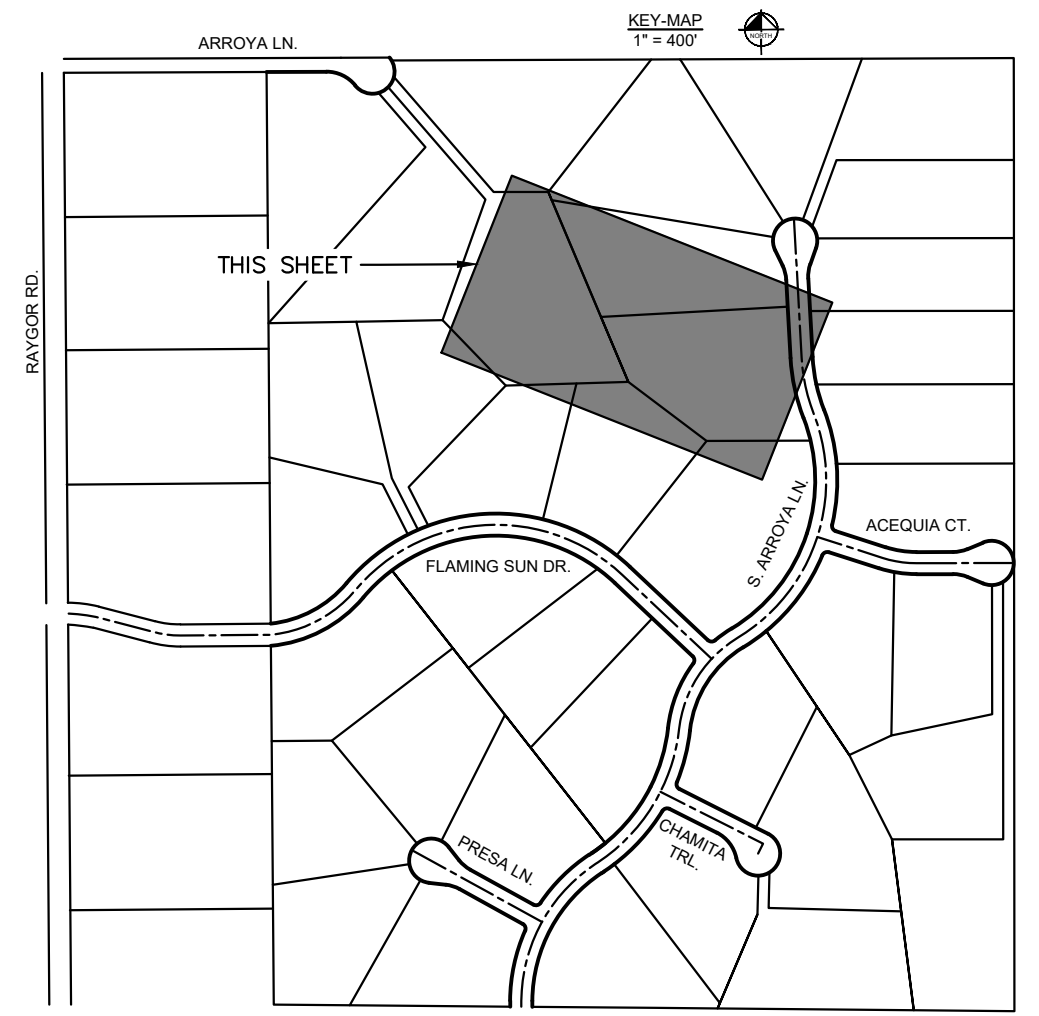 KEY-MAP
1" = 400'
NORTH
ARROYA LN.
THIS SHEET
RAYGOR RD.
S. ARROYA LN.
ACEQUIA CT.
FLAMING SUN DR.
CHAMITA
TRL.
PRESA LN.